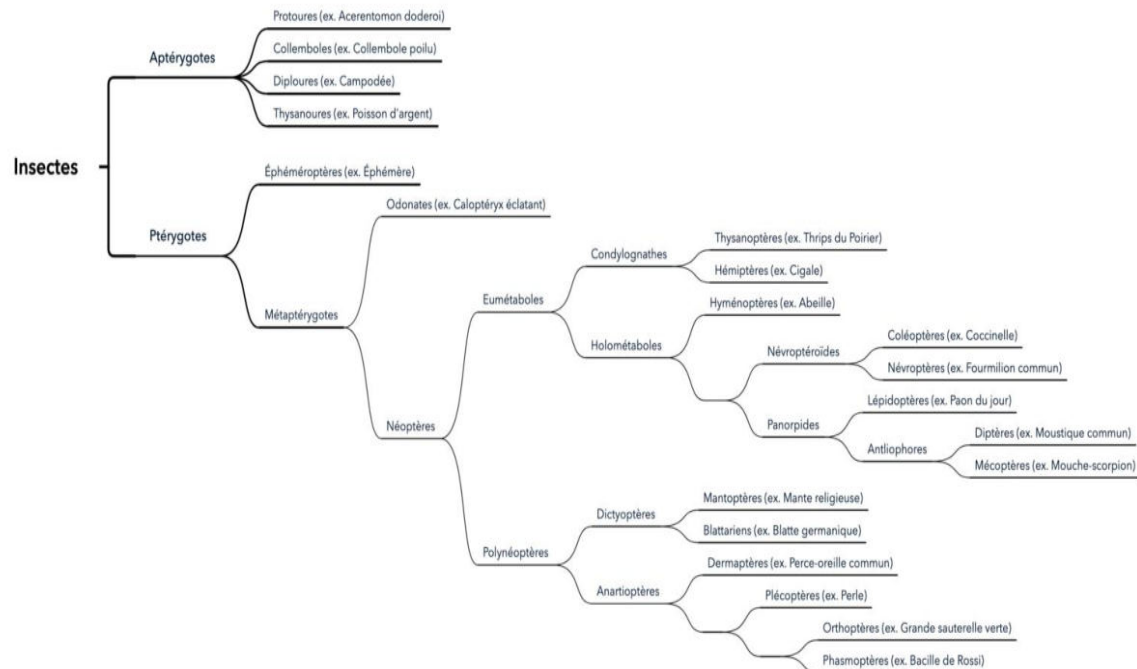 Protoures (ex. Acerentomon doderoi)
Aptérygotes
Collemboles (ex. Collembole poilu)
Diploures (ex. Campodée)
Thysanoures (ex. Poisson d'argent)
Insectes
Éphéméroptères (ex. Éphémère)
Odonates (ex. Caloptéryx éclatant)
Ptérygotes
Thysanoptères (ex. Thrips du Poirier)
Condylognathes
Hémiptères (ex. Cigale)
Eumétaboles
Hyménoptères (ex. Abeille)
Métaptérygotes
Holométaboles
Coléoptères (ex. Coccinelle)
Névroptéroïdes
Névroptères (ex. Fourmilion commun)
Lépidoptères (ex. Paon du jour)
Néoptères
Panorpides
Diptères (ex. Moustique commun)
Antliophores
Mécoptères (ex. Mouche-scorpion)
Mantoptères (ex. Mante religieuse)
Dictyoptères
Blattariens (ex. Blatte germanique)
Polynéoptères
Dermaptères (ex. Perce-oreille commun)
Anartioptères
Plécoptères (ex. Perle)
Orthoptères (ex. Grande sauterelle verte)
Phasmoptères (ex. Bacille de Rossi)